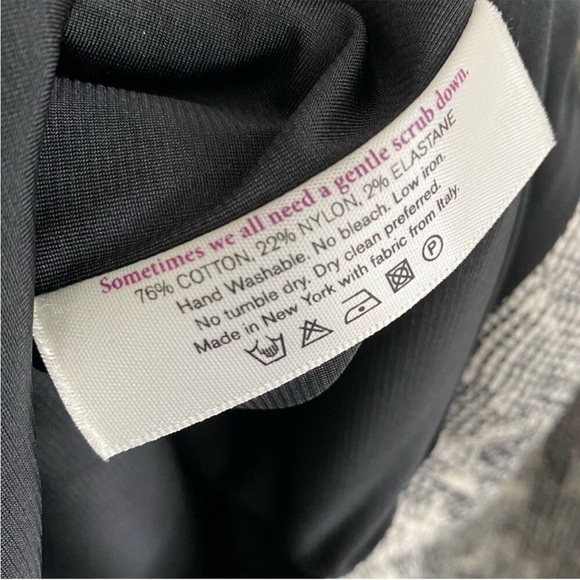 Sometimes we all need a gentle scrub down.
76% COTTON, 22% NYLON, 2% ELASTANE
Hand Washable. No bleach. Low iron.
No tumble dry. Dry clean preferred.
Made in New York with fabric from Italy.
P